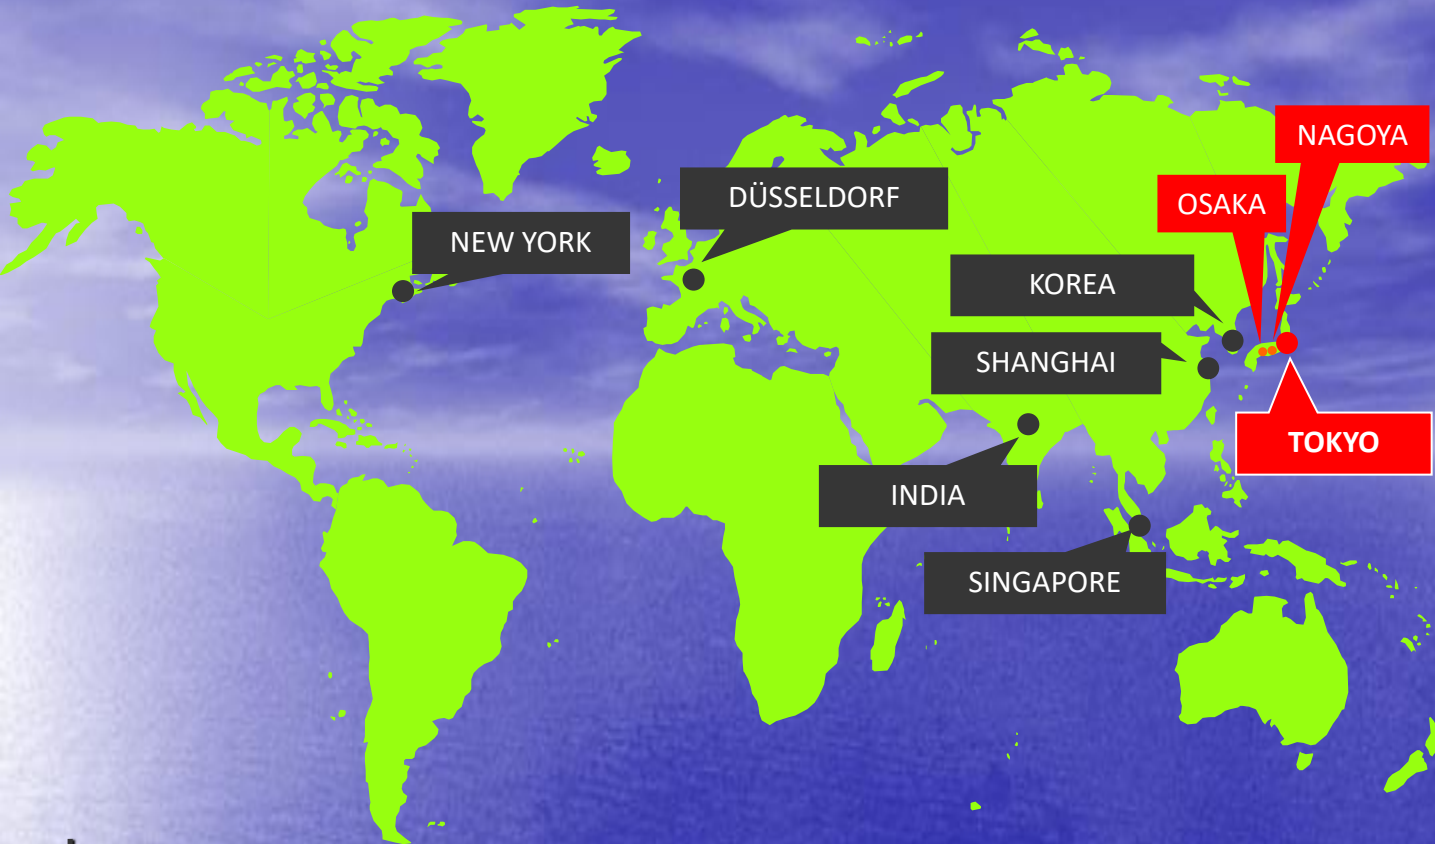 NAGOYA
DÜSSELDORF
OSAKA
NEW YORK
KOREA
SHANGHAI
TOKYO
INDIA
SINGAPORE